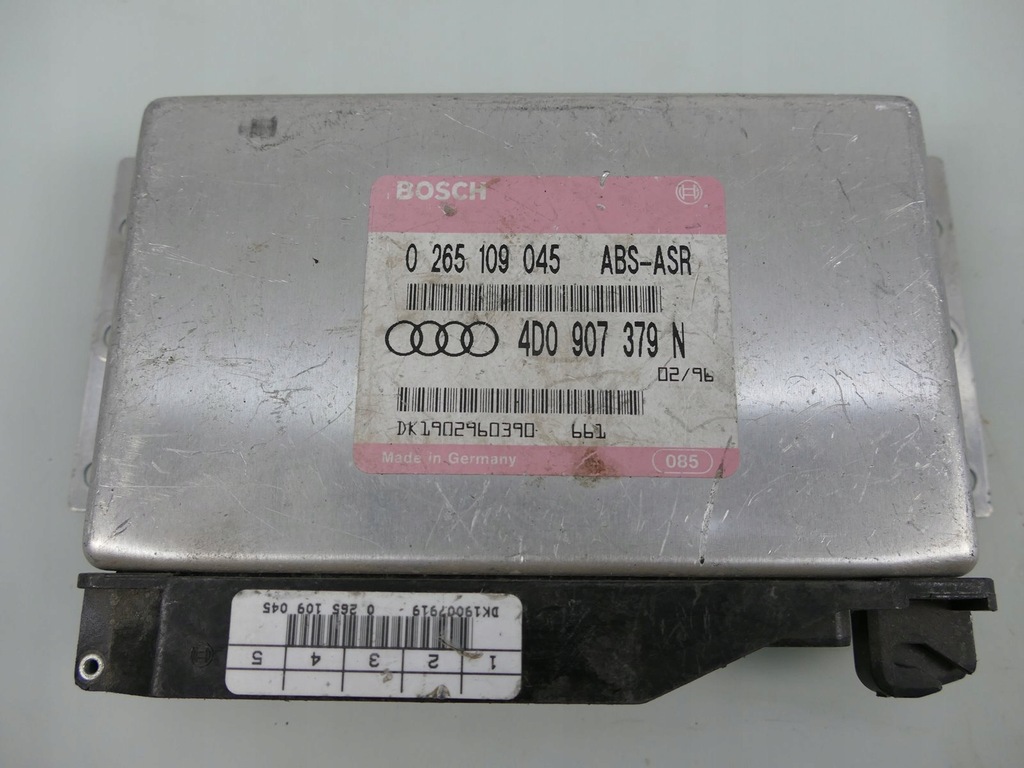 BOSCH
0 265 109 045 ABS-ASR
4D0 907 379 N
02/96
DK1902960390 661
Made in Germany 085
1 2 3 4 5
DK19007919 0 265 109 045